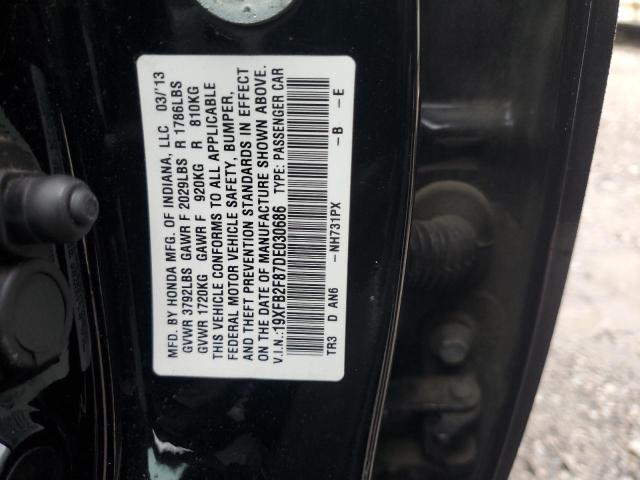 MFD. BY HONDA MFG. OF INDIANA, LLC 03/'13
GVWR 3792LBS GAWR F 2029LBS R 1786LBS
GVWR 1720KG GAWR F 920KG R 810KG
THIS VEHICLE CONFORMS TO ALL APPLICABLE
FEDERAL MOTOR VEHICLE SAFETY, BUMPER,
AND THEFT PREVENTION STANDARDS IN EFFECT
ON THE DATE OF MANUFACTURE SHOWN ABOVE.
V.I.N.:19XFB2F87DE030686 TYPE: PASSENGER CAR
TR3 D AN6 -NH731PX -B -E